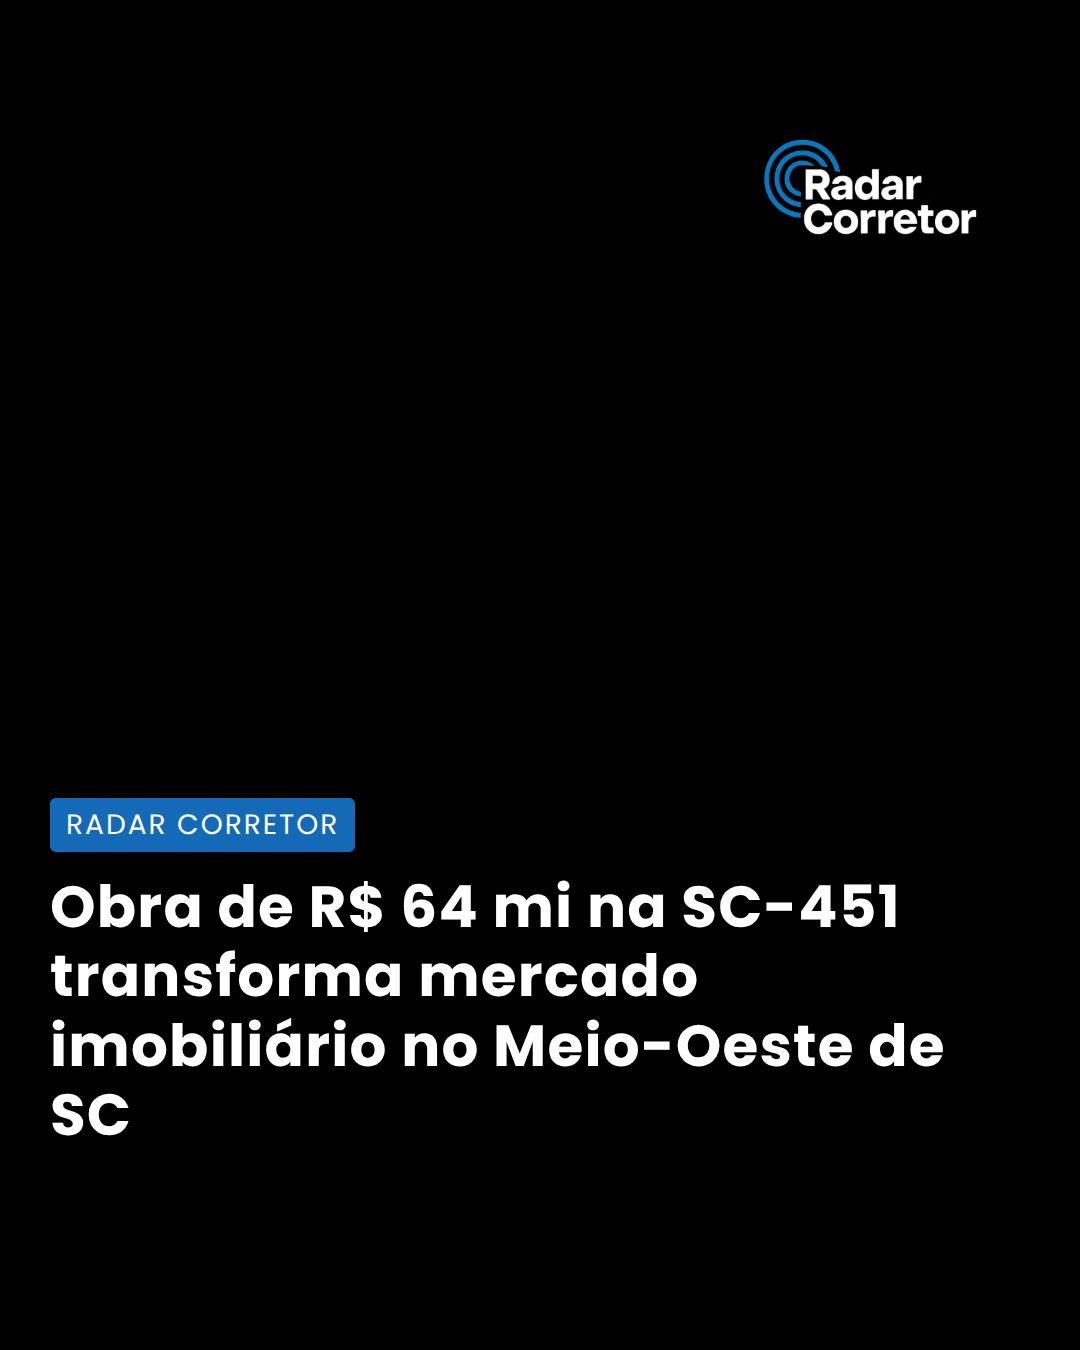 Radar
Corretor
RADAR CORRETOR
Obra de R$ 64 mi na SC-451
transforma mercado
imobiliário no Meio-Oeste de
SC